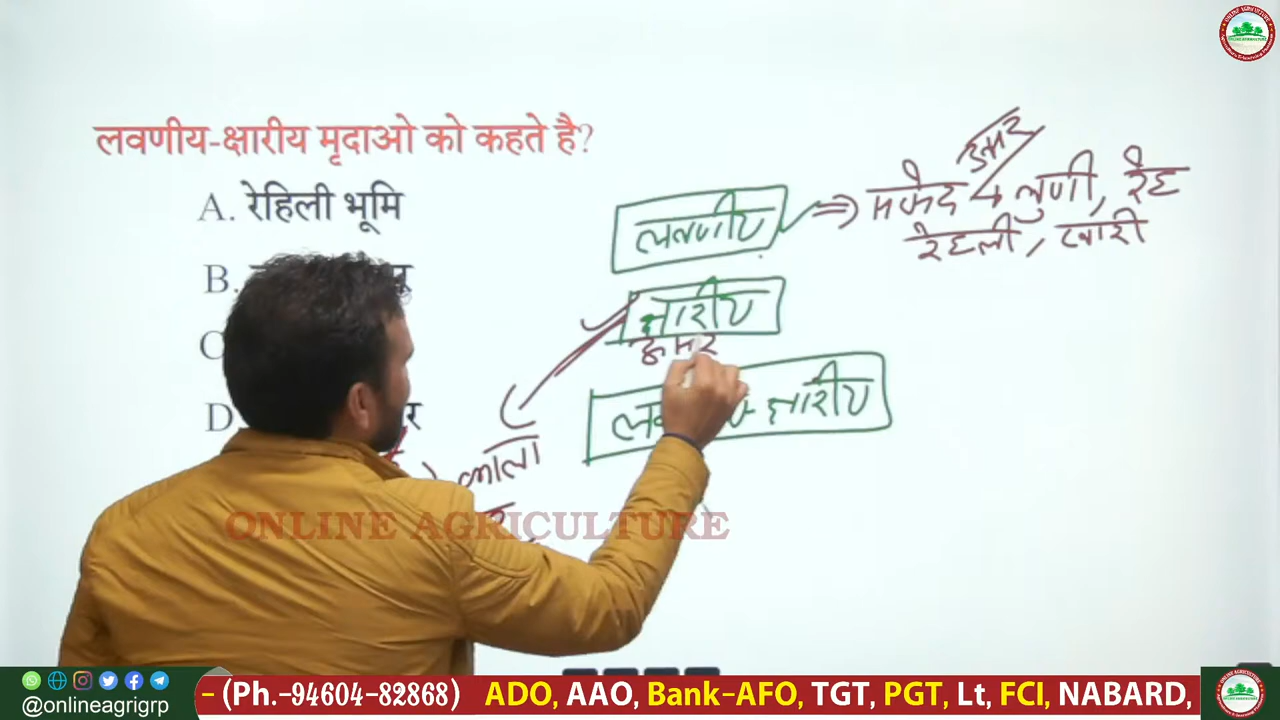 लवणीय-क्षारीय मृदाओ को कहते है?
A. रेहिली भूमि
B.
C
D
र
ऊसर
सफेद लुणी, रेह
रेहली, खारी
लवणीय
क्षारीय
ऊसर
क्षारीय
काला
ONLINE AGRICULTURE
@onlineagrigrp
– (Ph.-94604-82868) ADO, AAO, Bank-AFO, TGT, PGT, Lt, FCI, NABARD,